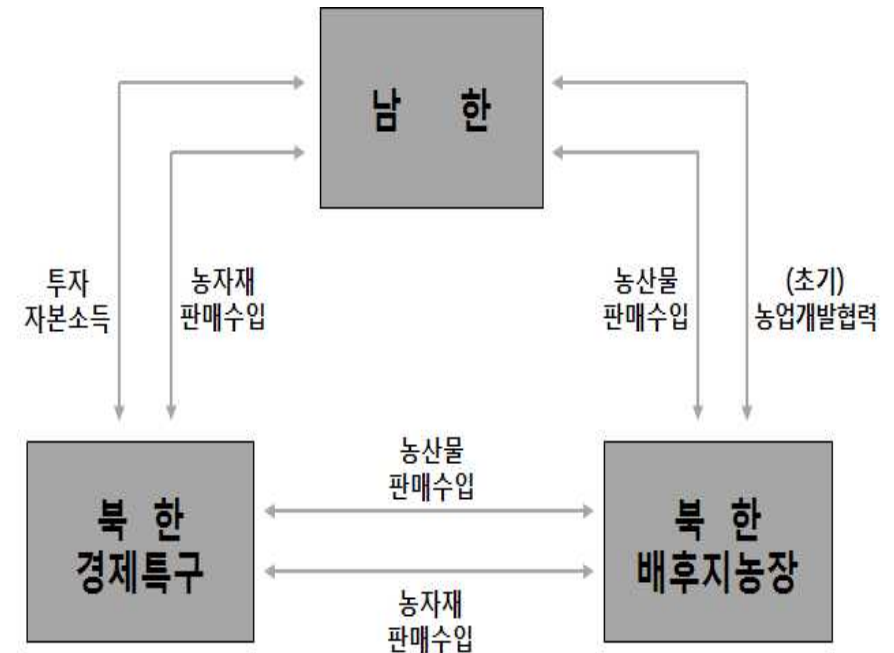 남 한
투자
자본소득
농자재
판매수입
농산물
판매수입
(초기)
농업개발협력
북 한
경제특구
농산물
판매수입
농자재
판매수입
북 한
배후지농장